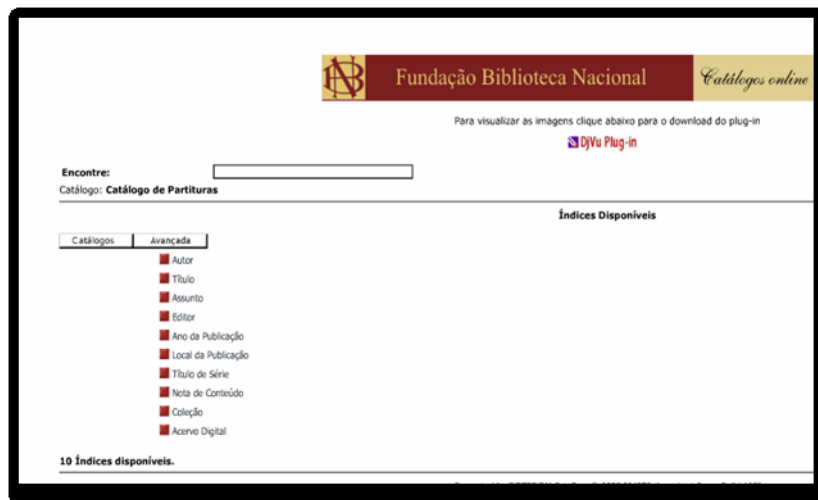 Fundação Biblioteca Nacional
Catálogos online
Para visualizar as imagens clique abaixo para o download do plug-in
DjVu Plug-in
Encontre:
Catálogo: Catálogo de Partituras
Índices Disponíveis
Catálogos Avançada
Autor
Título
Assunto
Editor
Ano da Publicação
Local da Publicação
Título de Série
Nota de Conteúdo
Coleção
Acervo Digital
10 Índices disponíveis.